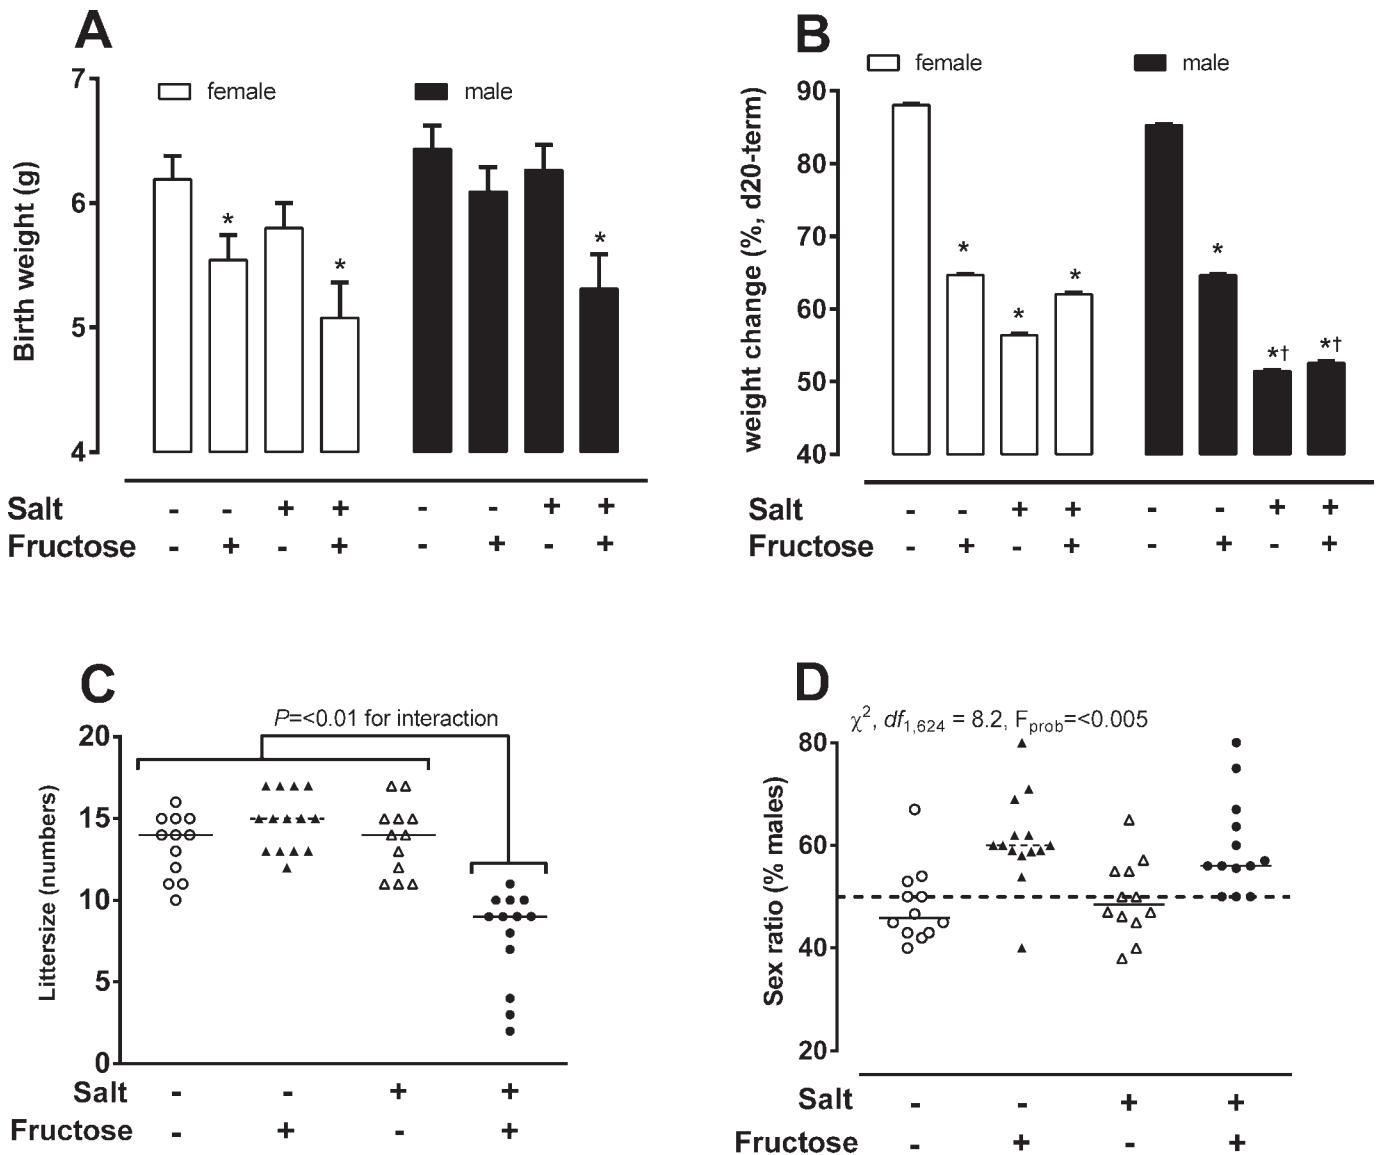 A
7
6
5
4
Birth weight (g)
female
male
*
*
*
Salt - - + + - - + +
Fructose - + - + - + - +
B
90
80
70
60
50
40
weight change (%, d20-term)
female
male
*
*
*
*
*†
*†
Salt - - + + - - + +
Fructose - + - + - + - +
C
P=<0.01 for interaction
20
15
10
5
0
Littersize (numbers)
Salt - - + +
Fructose - + - +
D
χ², df1,624 = 8.2, Fprob=<0.005
80
60
40
20
Sex ratio (% males)
Salt - - + +
Fructose - + - +